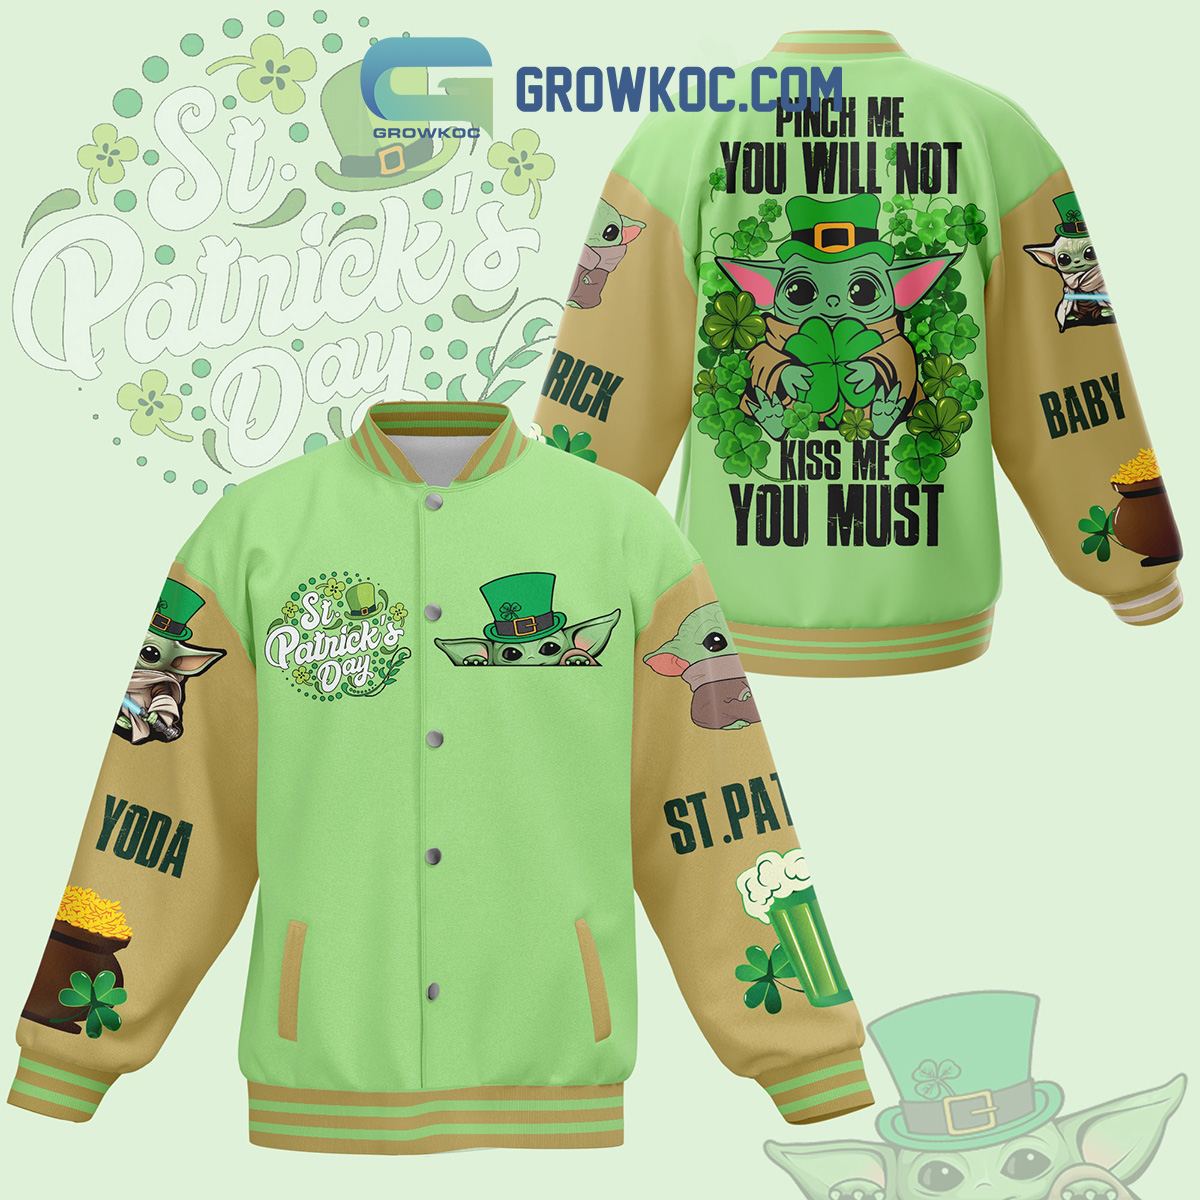 GROWKOC
GROWKOC.COM
St.
Patrick's
Day
PINCH ME
YOU WILL NOT
KISS ME
YOU MUST
TRICK
BABY
St.
Patrick's
Day
YODA
ST.PAT